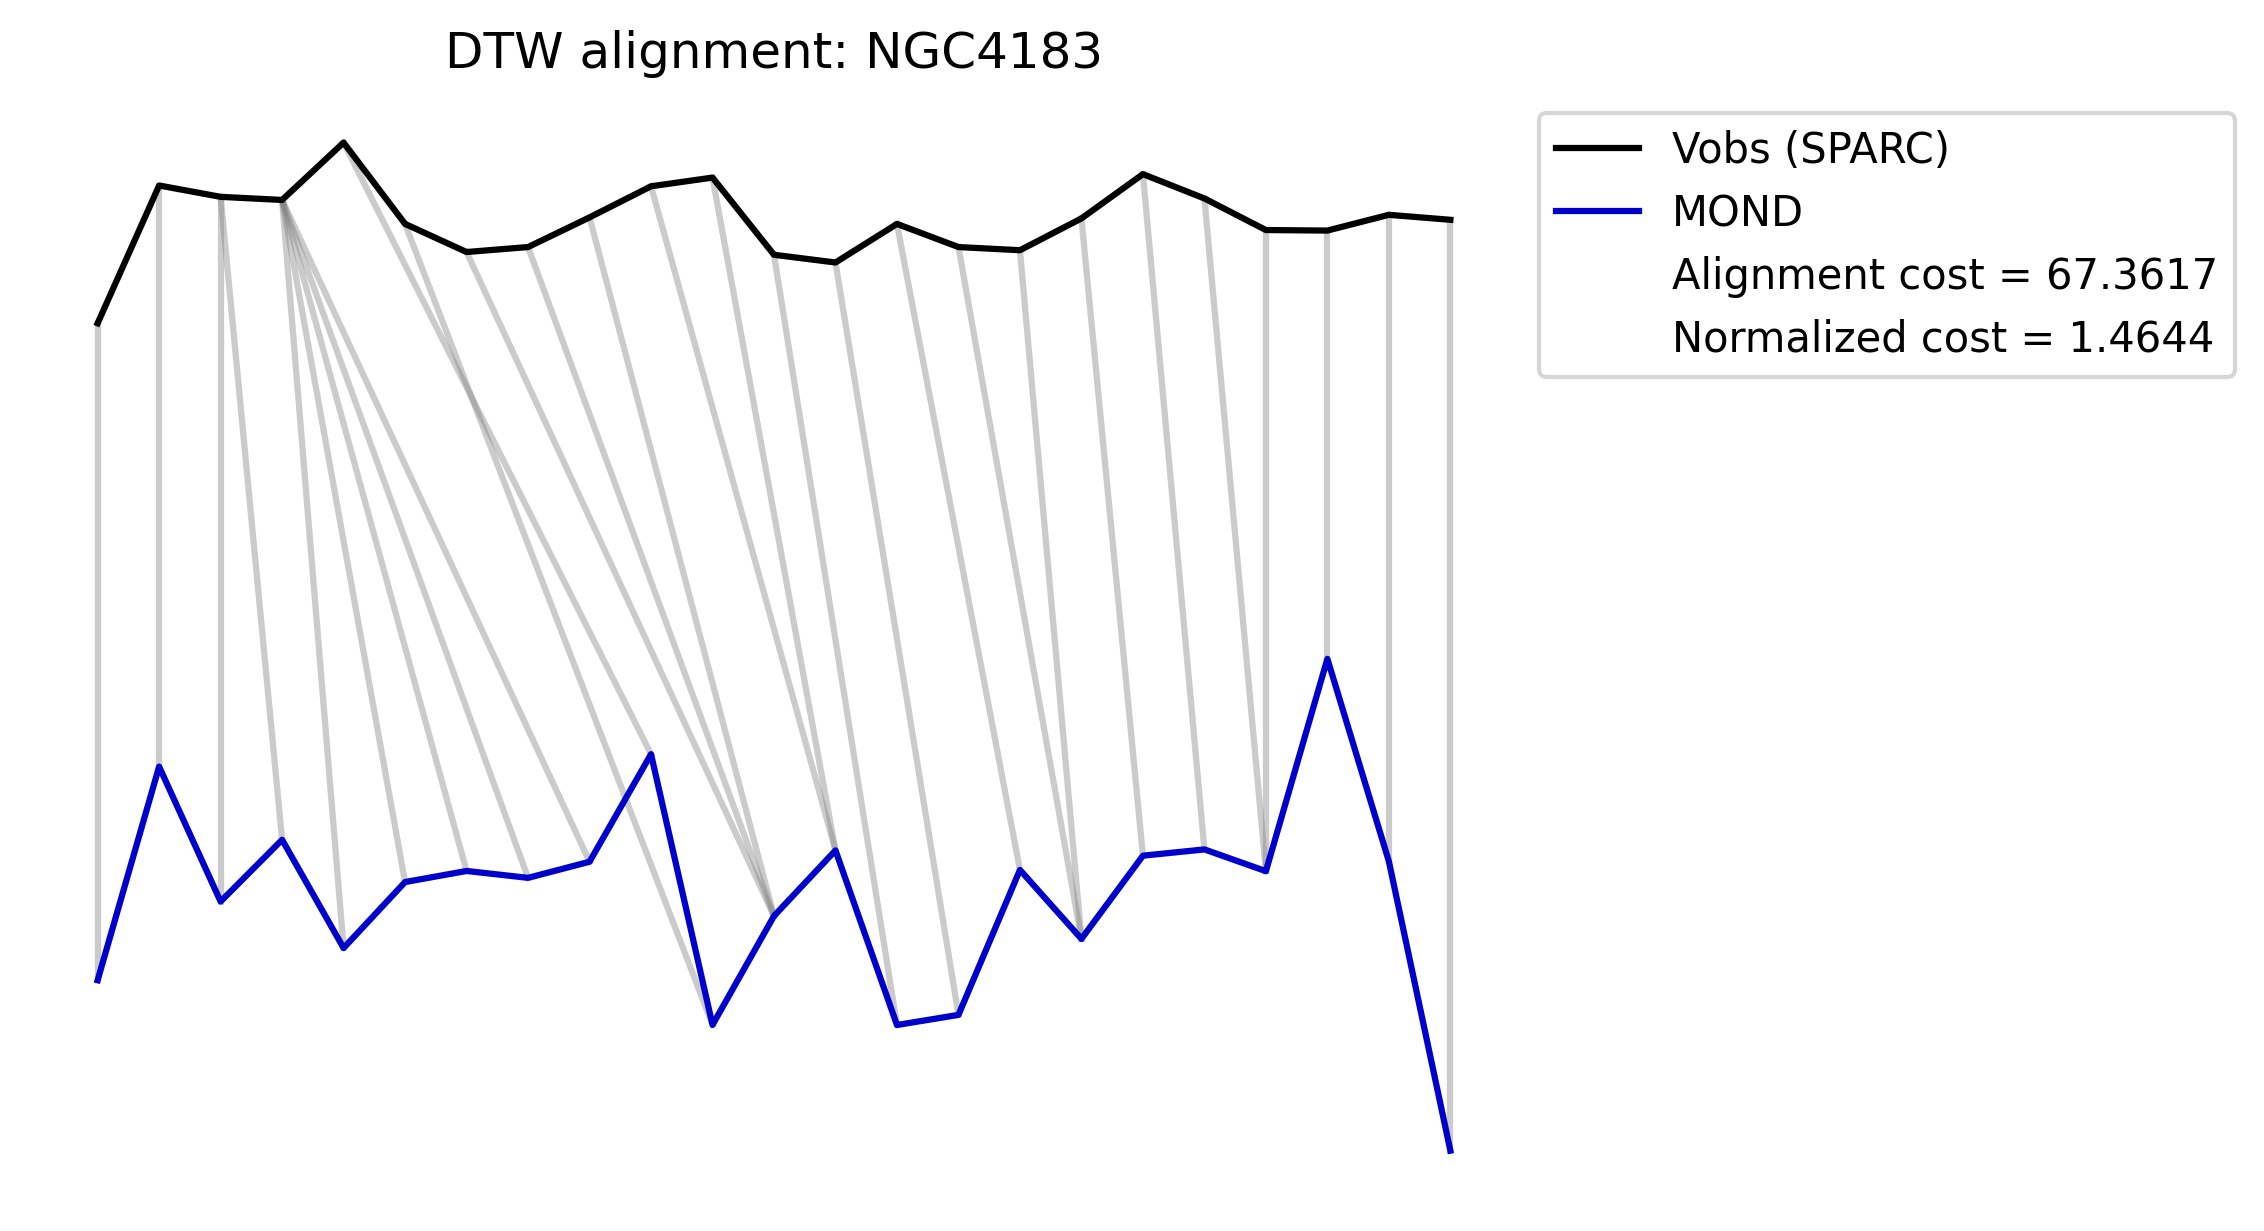 DTW alignment: NGC4183
Vobs (SPARC)
MOND
Alignment cost = 67.3617
Normalized cost = 1.4644